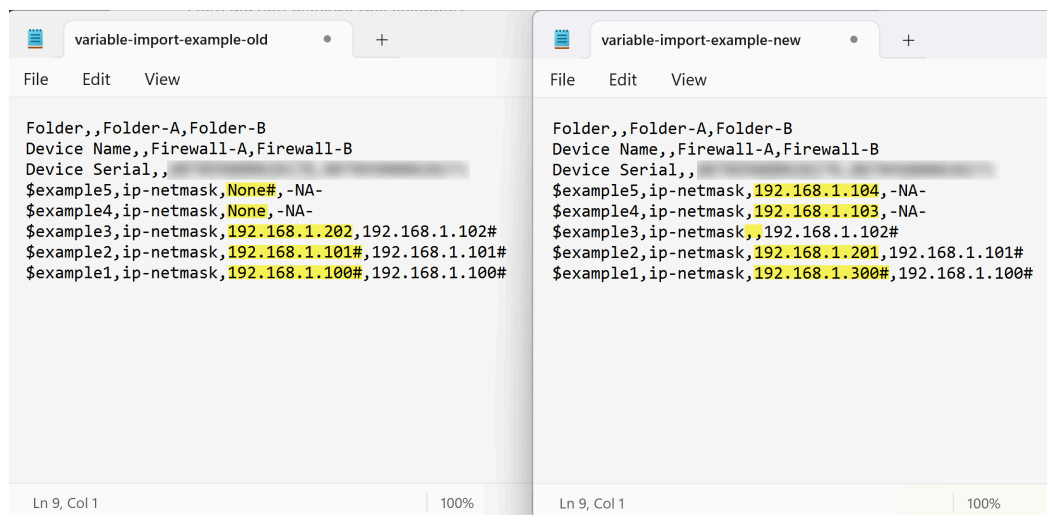 variable-import-example-old
File Edit View
Folder,,Folder-A,Folder-B
Device Name,,Firewall-A,Firewall-B
Device Serial,,
$example5,ip-netmask,None#,-NA-
$example4,ip-netmask,None,-NA-
$example3,ip-netmask,192.168.1.202,192.168.1.102#
$example2,ip-netmask,192.168.1.101#,192.168.1.101#
$example1,ip-netmask,192.168.1.100#,192.168.1.100#
Ln 9, Col 1 100%
variable-import-example-new
File Edit View
Folder,,Folder-A,Folder-B
Device Name,,Firewall-A,Firewall-B
Device Serial,,
$example5,ip-netmask,192.168.1.104,-NA-
$example4,ip-netmask,192.168.1.103,-NA-
$example3,ip-netmask,,192.168.1.102#
$example2,ip-netmask,192.168.1.201,192.168.1.101#
$example1,ip-netmask,192.168.1.300#,192.168.1.100#
Ln 9, Col 1 100%